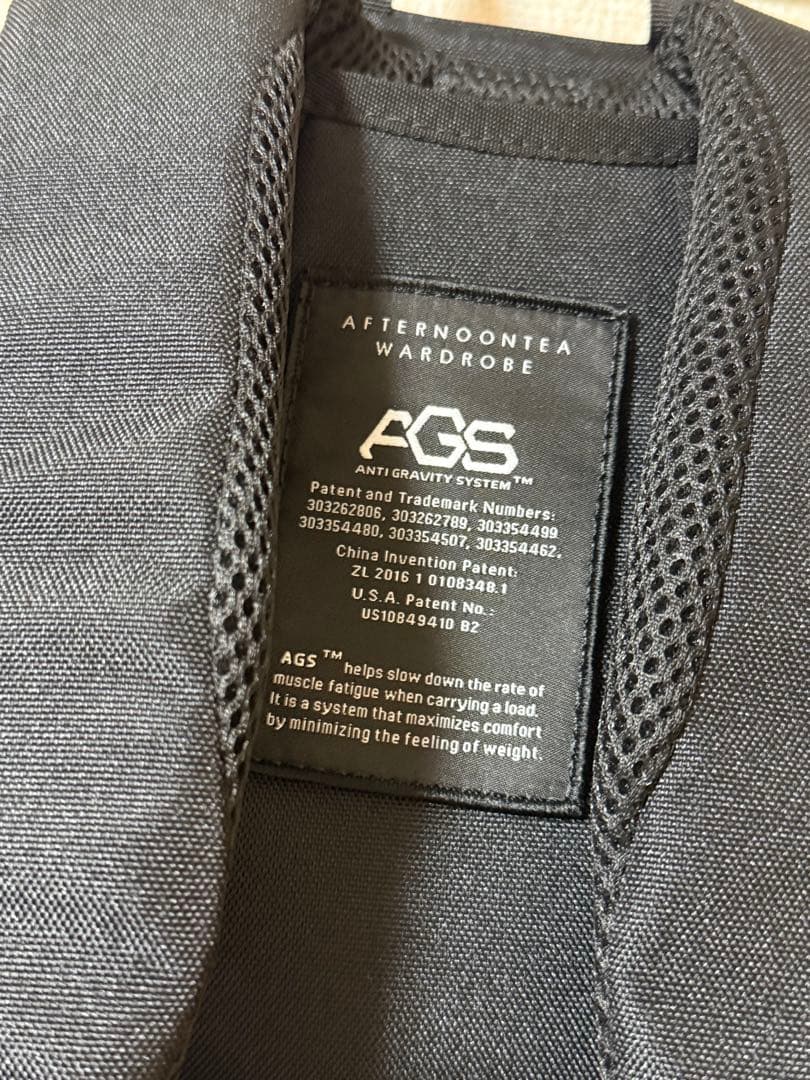 AFTERNOONTEA
WARDROBE
AGS
ANTI GRAVITY SYSTEM™
Patent and Trademark Numbers:
303262806, 303262789, 303354499
303354480, 303354507, 303354462,
China Invention Patent:
ZL 2016 1 0108348.1
U.S.A. Patent No.:
US10849410 B2
AGS™ helps slow down the rate of
muscle fatigue when carrying a load.
It is a system that maximizes comfort
by minimizing the feeling of weight.